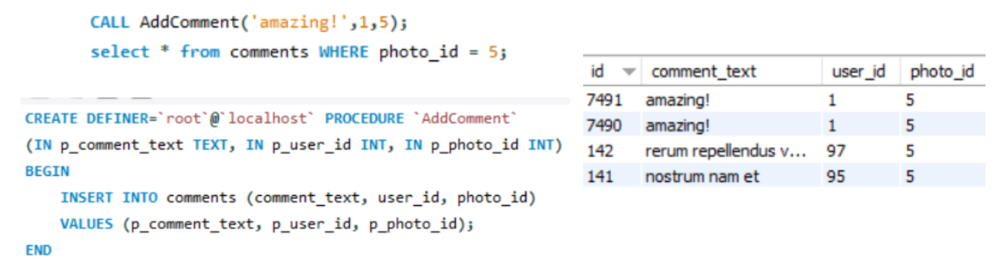 CALL AddComment('amazing!',1,5);
select * from comments WHERE photo_id = 5;
CREATE DEFINER=`root`@`localhost` PROCEDURE `AddComment`
(IN p_comment_text TEXT, IN p_user_id INT, IN p_photo_id INT)
BEGIN
INSERT INTO comments (comment_text, user_id, photo_id)
VALUES (p_comment_text, p_user_id, p_photo_id);
END
id comment_text user_id photo_id
7491 amazing! 1 5
7490 amazing! 1 5
142 rerum repellendus v... 97 5
141 nostrum nam et 95 5